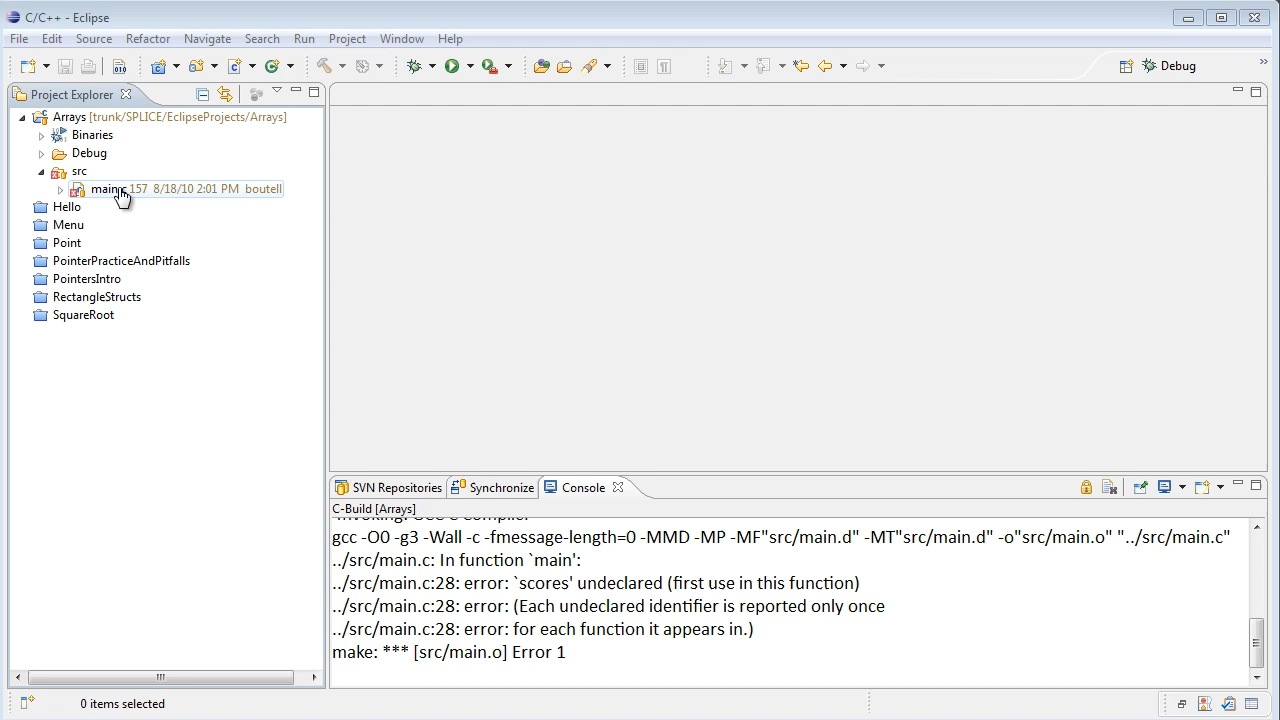 C/C++ - Eclipse
File Edit Source Refactor Navigate Search Run Project Window Help
Debug
Project Explorer
Arrays [trunk/SPLICE/EclipseProjects/Arrays]
Binaries
Debug
src
main.c 157 8/18/10 2:01 PM boutell
Hello
Menu
Point
PointerPracticeAndPitfalls
PointersIntro
RectangleStructs
SquareRoot
SVN Repositories Synchronize Console
C-Build [Arrays]
gcc -O0 -g3 -Wall -c -fmessage-length=0 -MMD -MP -MF"src/main.d" -MT"src/main.d" -o"src/main.o" "../src/main.c"
../src/main.c: In function `main':
../src/main.c:28: error: `scores' undeclared (first use in this function)
../src/main.c:28: error: (Each undeclared identifier is reported only once
../src/main.c:28: error: for each function it appears in.)
make: *** [src/main.o] Error 1
0 items selected